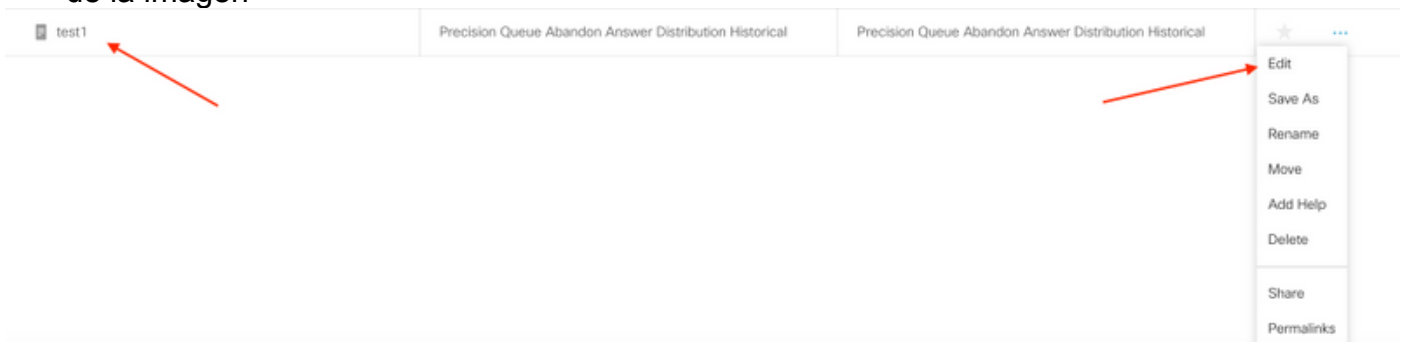 de la imagen
test1 Precision Queue Abandon Answer Distribution Historical Precision Queue Abandon Answer Distribution Historical ...
Edit
Save As
Rename
Move
Add Help
Delete
Share
Permalinks